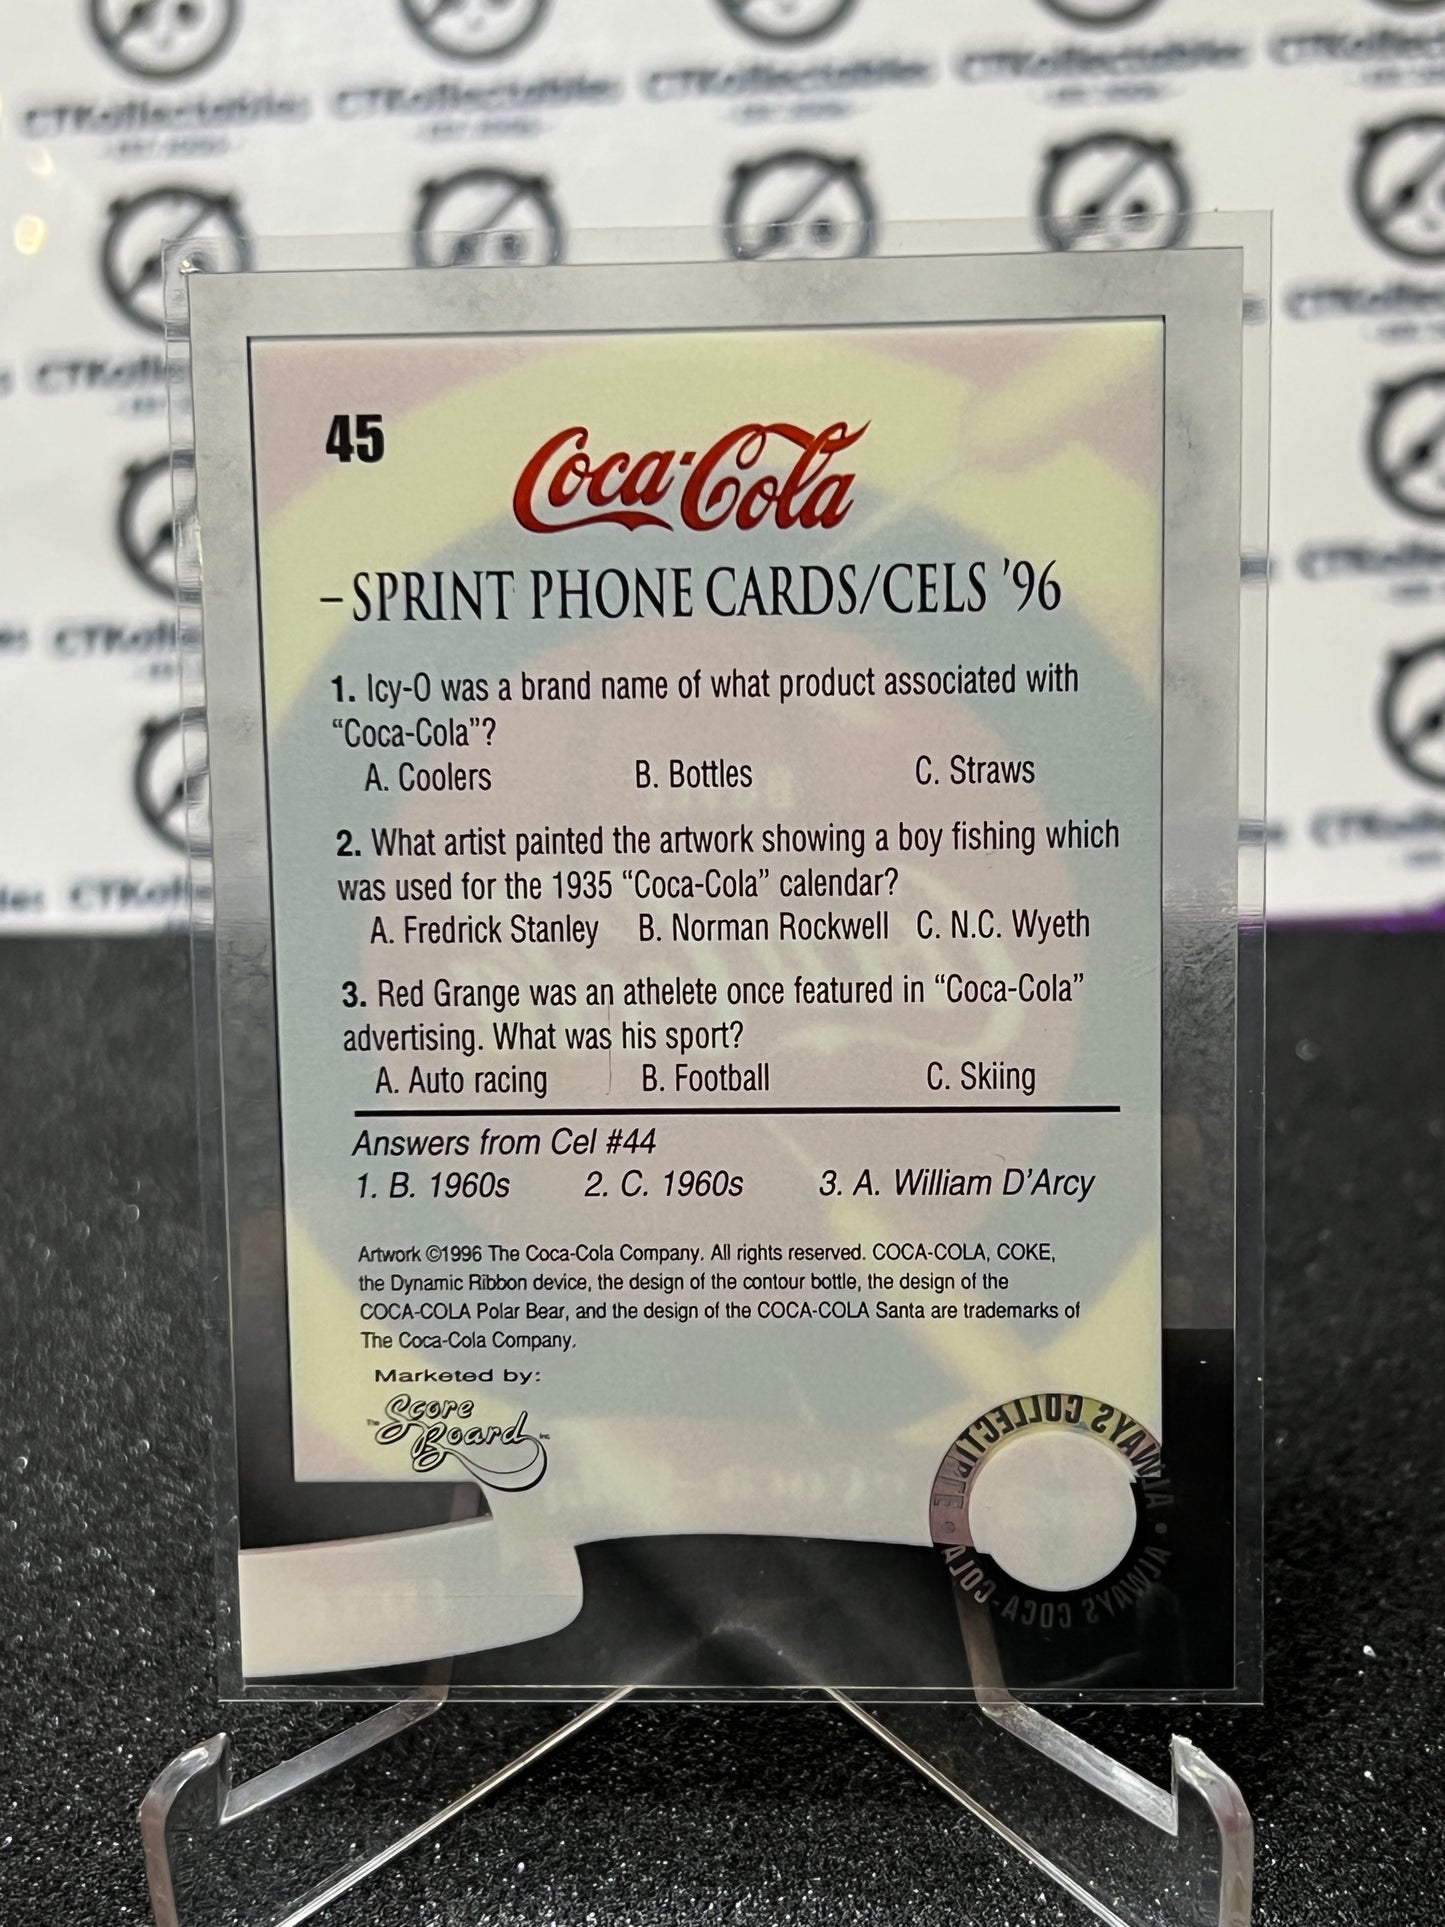 CTKollectables CTKollectables CTKollectables CTKollectables
45
Coca-Cola
–SPRINT PHONE CARDS/CELS '96
1. Icy-O was a brand name of what product associated with
“Coca-Cola”?
A. Coolers B. Bottles C. Straws
2. What artist painted the artwork showing a boy fishing which
was used for the 1935 “Coca-Cola” calendar?
A. Fredrick Stanley B. Norman Rockwell C. N.C. Wyeth
3. Red Grange was an athelete once featured in “Coca-Cola”
advertising. What was his sport?
A. Auto racing B. Football C. Skiing
Answers from Cel #44
1. B. 1960s 2. C. 1960s 3. A. William D'Arcy
Artwork ©1996 The Coca-Cola Company. All rights reserved. COCA-COLA, COKE,
the Dynamic Ribbon device, the design of the contour bottle, the design of the
COCA-COLA Polar Bear, and the design of the COCA-COLA Santa are trademarks of
The Coca-Cola Company.
Marketed by:
The Score
Board Inc
ALWAYS COLLECTIBLE • ALWAYS COCA-COLA •